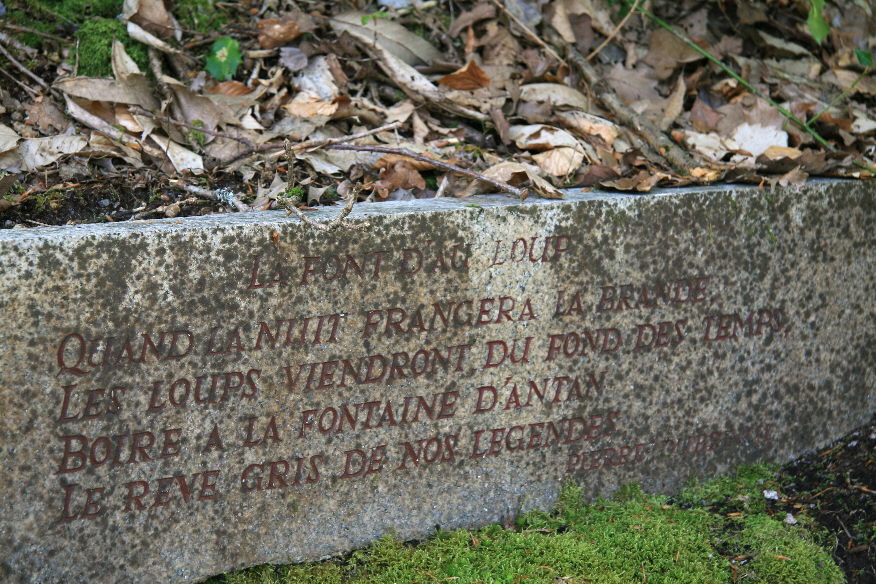 LA FONT D'AU LOUP
QUAND LA NUIT FRANGERA LA BRANDE
LES LOUPS VIENDRONT DU FOND DES TEMPS,
BOIRE A LA FONTAINE D'ANTAN
LE REVE GRIS DE NOS LEGENDES
PIERRE